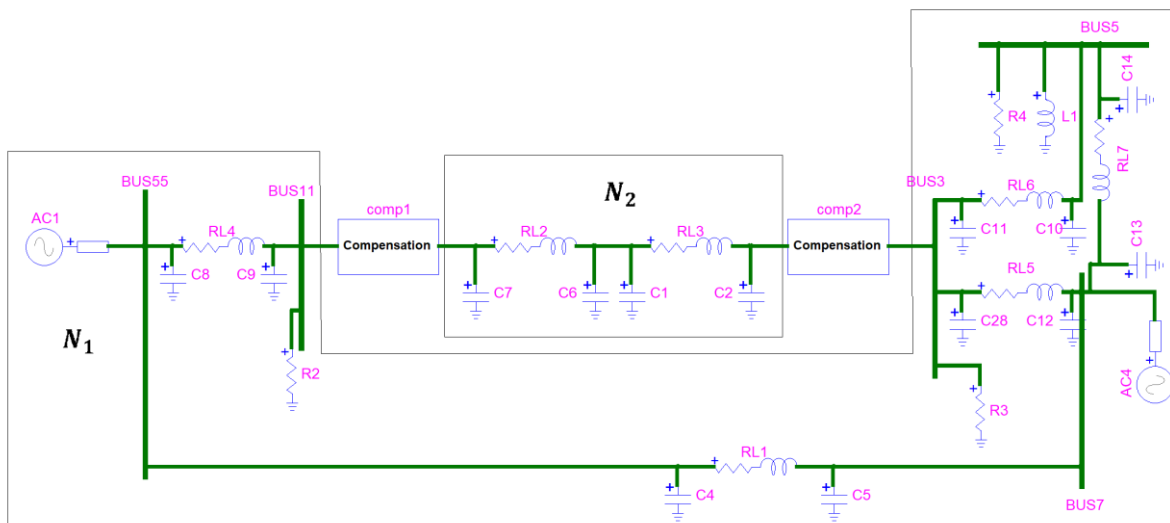 BUS5
C14
R4
L1
RL7
BUS55
BUS11
N₂
BUS3
AC1
RL4
comp1
Compensation
RL2
RL3
comp2
Compensation
RL6
C11
C10
C13
C8
C9
C7
C6
C1
C2
RL5
C28
C12
N₁
R2
R3
AC4
RL1
C4
C5
BUS7